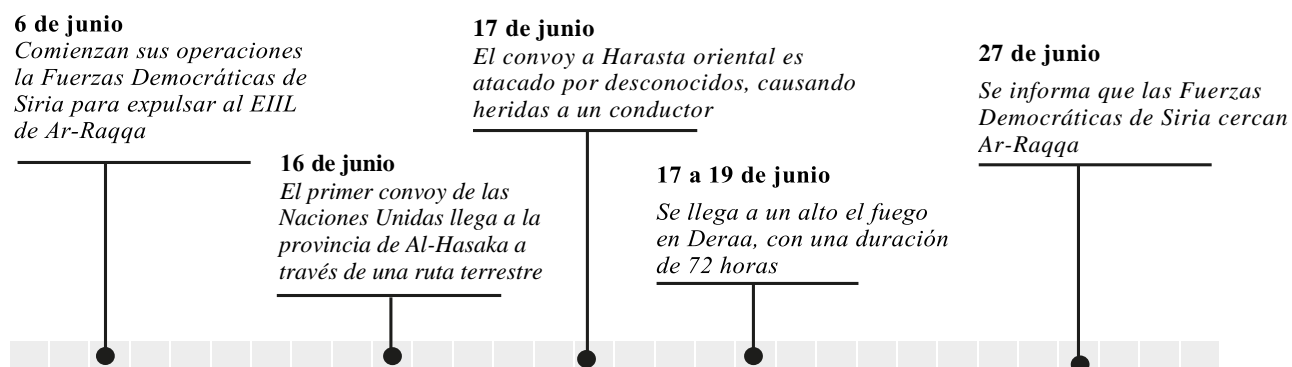 6 de junio
Comienzan sus operaciones
la Fuerzas Democráticas de
Siria para expulsar al EIIL
de Ar-Raqqa
16 de junio
El primer convoy de las
Naciones Unidas llega a la
provincia de Al-Hasaka a
través de una ruta terrestre
17 de junio
El convoy a Harasta oriental es
atacado por desconocidos, causando
heridas a un conductor
17 a 19 de junio
Se llega a un alto el fuego
en Deraa, con una duración
de 72 horas
27 de junio
Se informa que las Fuerzas
Democráticas de Siria cercan
Ar-Raqqa